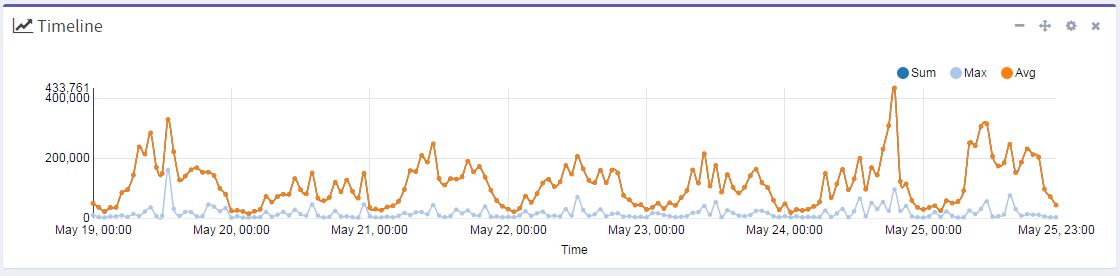 Timeline
Sum Max Avg
433,761
400,000
200,000
0
May 19, 00:00 May 20, 00:00 May 21, 00:00 May 22, 00:00 May 23, 00:00 May 24, 00:00 May 25, 00:00 May 25, 23:00
Time